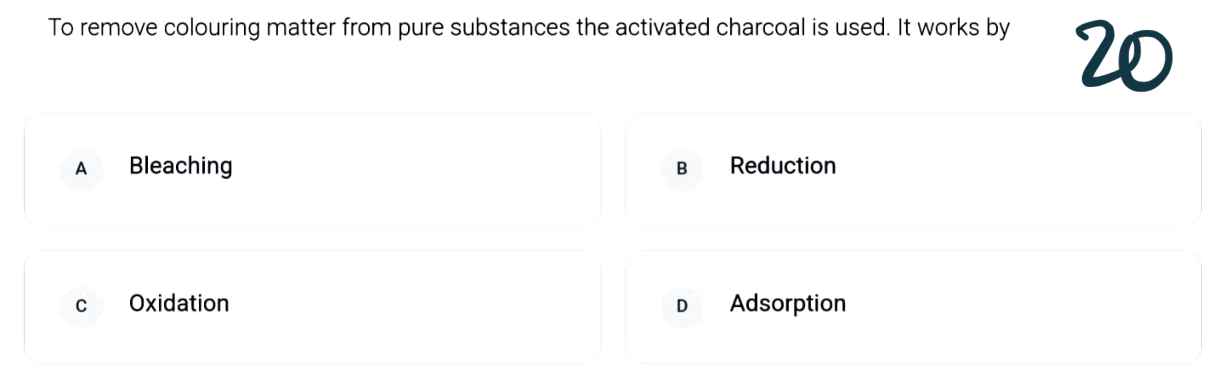 To remove colouring matter from pure substances the activated charcoal is used. It works by
20
A Bleaching
B Reduction
C Oxidation
D Adsorption